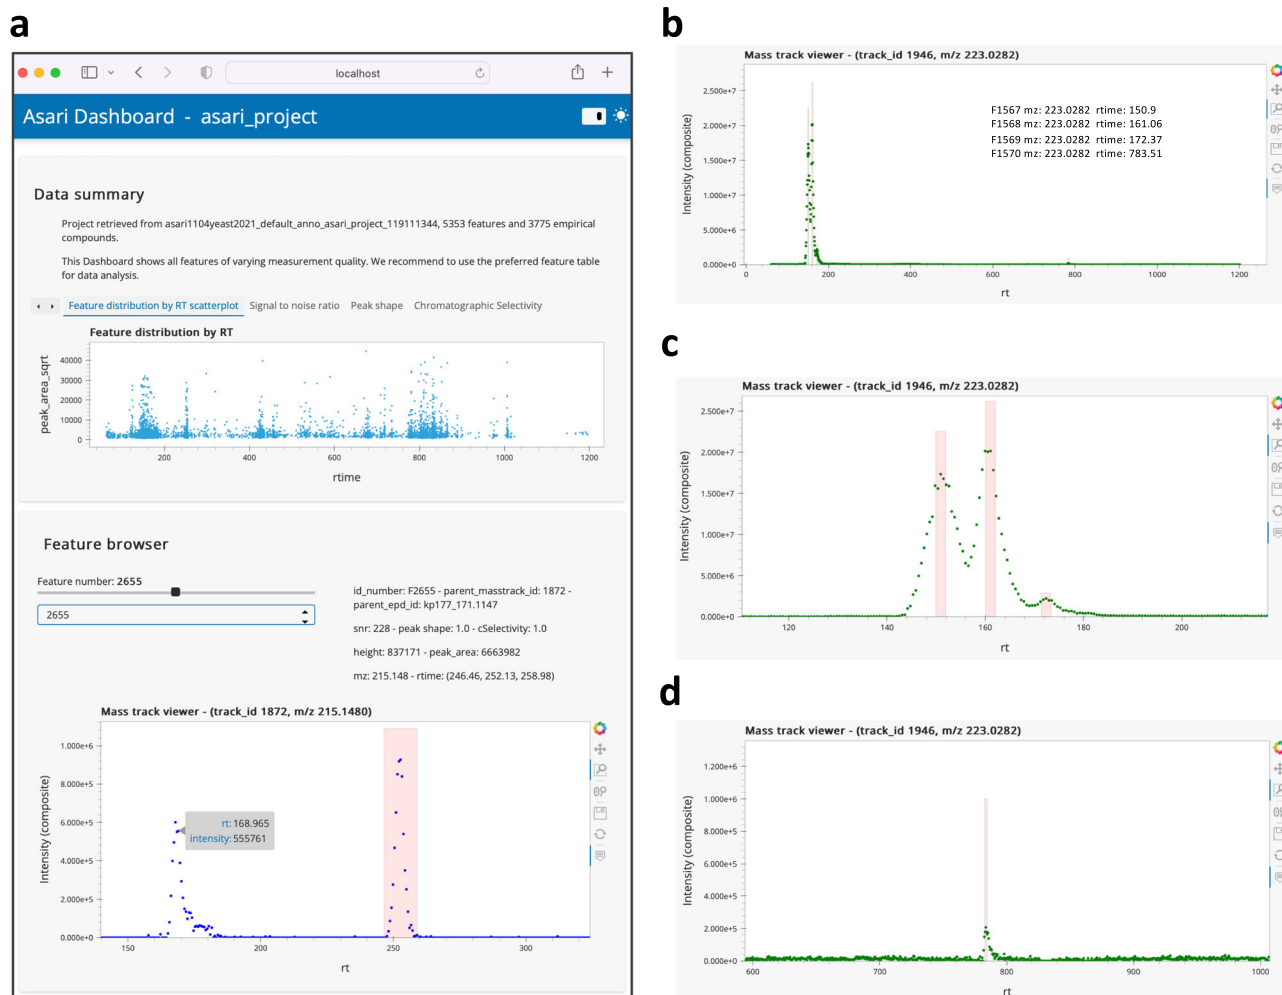 a
localhost
Asari Dashboard - asari_project
Data summary
Project retrieved from asari1104yeast2021_default_anno_asari_project_119111344, 5353 features and 3775 empirical
compounds.
This Dashboard shows all features of varying measurement quality. We recommend to use the preferred feature table
for data analysis.
Feature distribution by RT scatterplot Signal to noise ratio Peak shape Chromatographic Selectivity
Feature distribution by RT
peak_area_sqrt
40000
30000
20000
10000
0
200 400 600 800 1000 1200
rtime
Feature browser
Feature number: 2655
2655
id_number: F2655 - parent_masstrack_id: 1872 -
parent_epd_id: kp177_171.1147
snr: 228 - peak shape: 1.0 - cSelectivity: 1.0
height: 837171 - peak_area: 6663982
mz: 215.148 - rtime: (246.46, 252.13, 258.98)
Mass track viewer - (track_id 1872, m/z 215.1480)
Intensity (composite)
1.000e+6
8.000e+5
6.000e+5
4.000e+5
2.000e+5
0.000e+0
rt: 168.965
intensity: 555761
150 200 250 300
rt
b
Mass track viewer - (track_id 1946, m/z 223.0282)
Intensity (composite)
2.500e+7
2.000e+7
1.500e+7
1.000e+7
5.000e+6
0.000e+0
F1567 mz: 223.0282 rtime: 150.9
F1568 mz: 223.0282 rtime: 161.06
F1569 mz: 223.0282 rtime: 172.37
F1570 mz: 223.0282 rtime: 783.51
0 200 400 600 800 1000 1200
rt
c
Mass track viewer - (track_id 1946, m/z 223.0282)
Intensity (composite)
2.500e+7
2.000e+7
1.500e+7
1.000e+7
5.000e+6
0.000e+0
120 140 160 180 200
rt
d
Mass track viewer - (track_id 1946, m/z 223.0282)
Intensity (composite)
1.200e+6
1.000e+6
8.000e+5
6.000e+5
4.000e+5
2.000e+5
0.000e+0
600 700 800 900 1000
rt